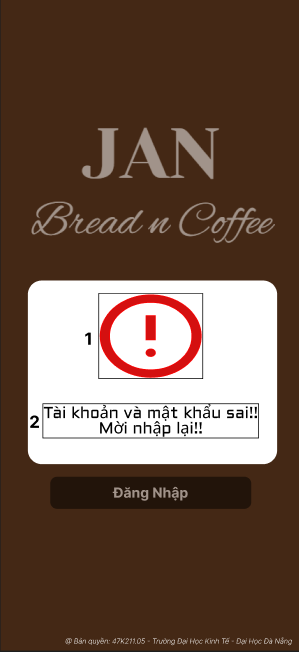 JAN
Bread n Coffee
1
2
Tài khoản và mật khẩu sai!!
Mời nhập lại!!
Đăng Nhập
@ Bản quyền: 47K211.05 - Trường Đại Học Kinh Tế - Đại Học Đà Nẵng